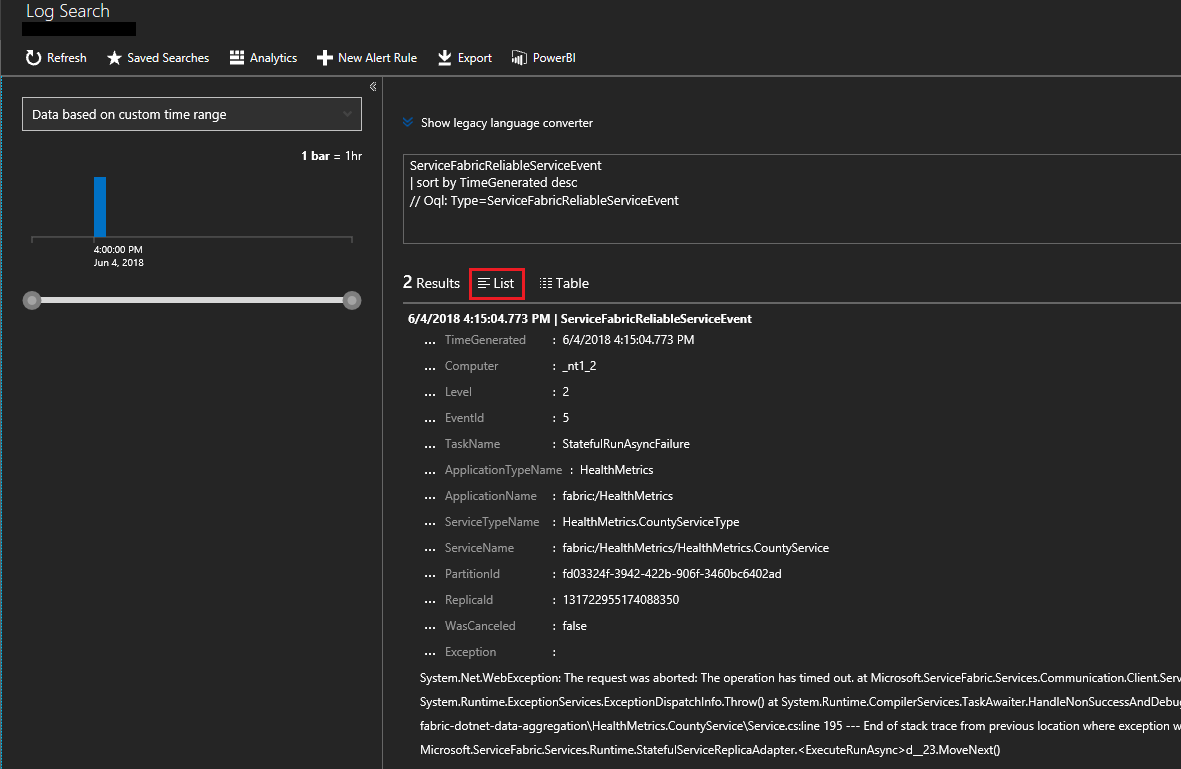 Log Search
Refresh Saved Searches Analytics New Alert Rule Export PowerBI
«
Data based on custom time range
1 bar = 1hr
4:00:00 PM
Jun 4, 2018
Show legacy language converter
ServiceFabricReliableServiceEvent
| sort by TimeGenerated desc
// Oql: Type=ServiceFabricReliableServiceEvent
2 Results List Table
6/4/2018 4:15:04.773 PM | ServiceFabricReliableServiceEvent
... TimeGenerated : 6/4/2018 4:15:04.773 PM
... Computer : _nt1_2
... Level : 2
... EventId : 5
... TaskName : StatefulRunAsyncFailure
... ApplicationTypeName : HealthMetrics
... ApplicationName : fabric:/HealthMetrics
... ServiceTypeName : HealthMetrics.CountyServiceType
... ServiceName : fabric:/HealthMetrics/HealthMetrics.CountyService
... PartitionId : fd03324f-3942-422b-906f-3460bc6402ad
... ReplicaId : 131722955174088350
... WasCanceled : false
... Exception :
System.Net.WebException: The request was aborted: The operation has timed out. at Microsoft.ServiceFabric.Services.Communication.Client.Serv
System.Runtime.ExceptionServices.ExceptionDispatchInfo.Throw() at System.Runtime.CompilerServices.TaskAwaiter.HandleNonSuccessAndDebug
fabric-dotnet-data-aggregation\HealthMetrics.CountyService\Service.cs:line 195 --- End of stack trace from previous location where exception w
Microsoft.ServiceFabric.Services.Runtime.StatefulServiceReplicaAdapter.<ExecuteRunAsync>d__23.MoveNext()